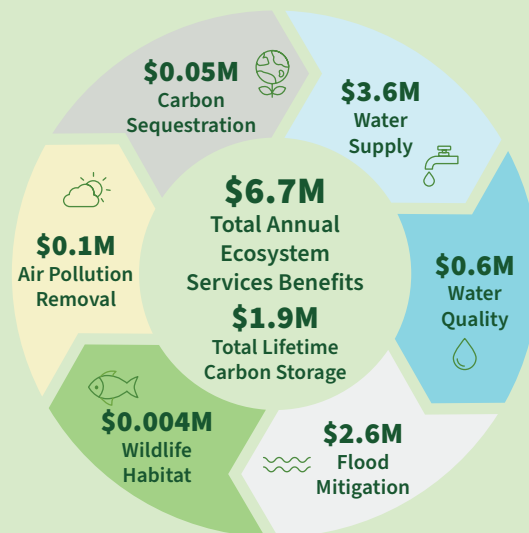 $0.05M
Carbon
Sequestration
$3.6M
Water
Supply
$6.7M
Total Annual
Ecosystem
Services Benefits
$1.9M
Total Lifetime
Carbon Storage
$0.1M
Air Pollution
Removal
$0.6M
Water
Quality
$0.004M
Wildlife
Habitat
$2.6M
Flood
Mitigation